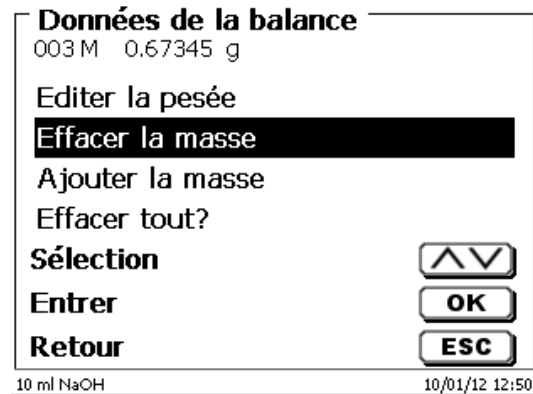 Données de la balance
003 M 0.67345 g
Editer la pesée
Effacer la masse
Ajouter la masse
Effacer tout?
Sélection
Entrer OK
Retour ESC
10 ml NaOH 10/01/12 12:50